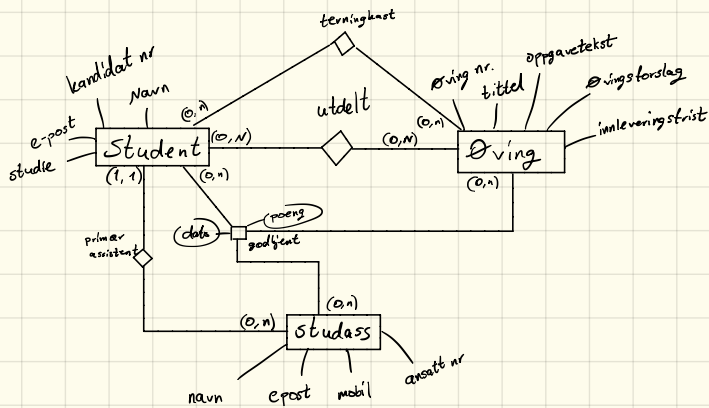 terningkast
kandidat nr
Navn
Øving nr.
tittel
oppgavetekst
Øvingsforslag
innleveringsfrist
e-post
studie
(0,n)
utdelt
(0,n)
Student
(0,N)
(0,N)
Øving
(1,1)
(0,n)
(0,n)
primær
assistent
dato
poeng
godkjent
(0,n)
(0,n)
studass
navn
epost
mobil
ansatt nr